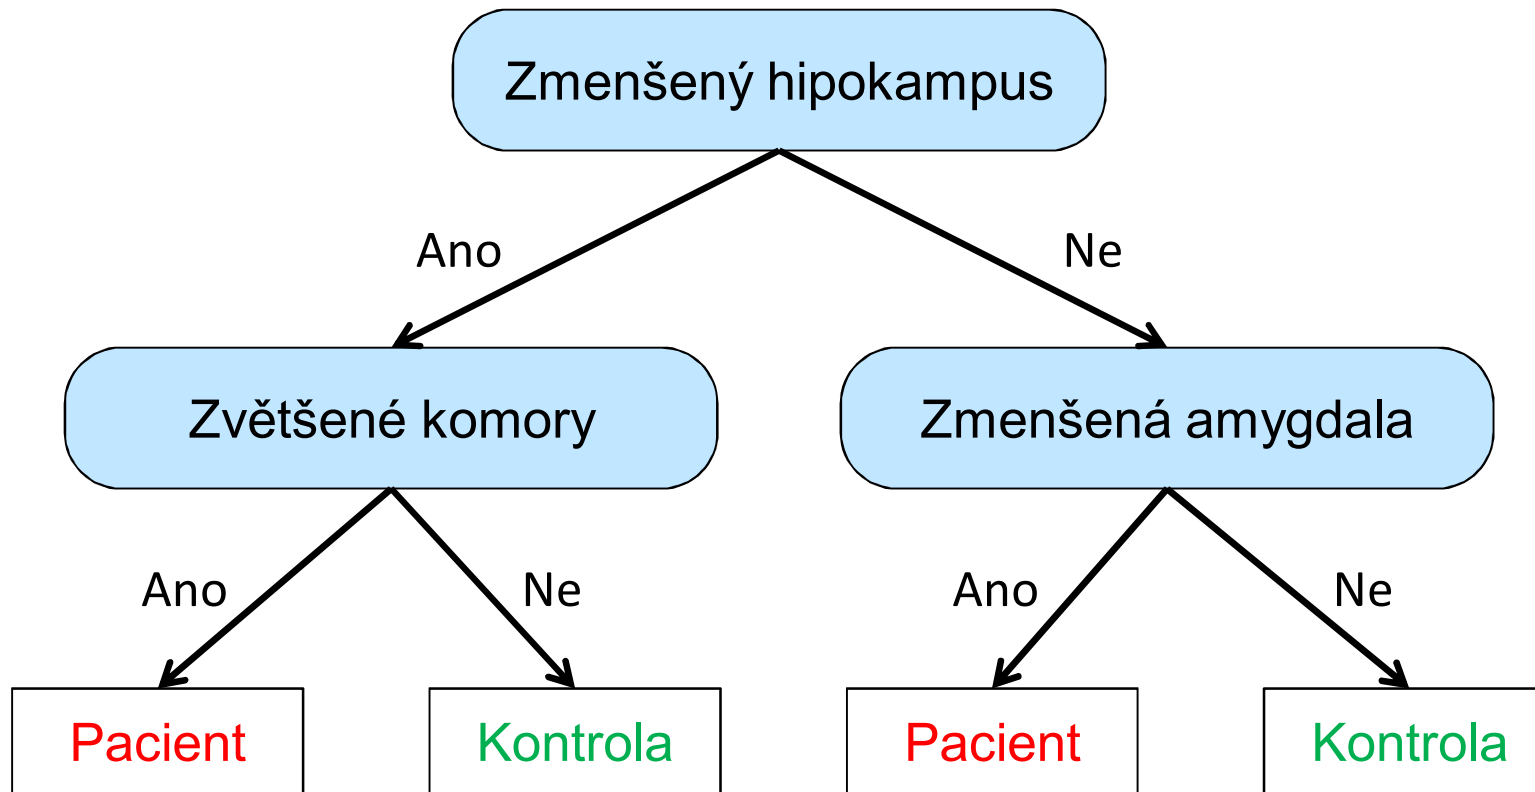 Zmenšený hipokampus
Ano
Ne
Zvětšené komory
Zmenšená amygdala
Ano
Ne
Ano
Ne
Pacient
Kontrola
Pacient
Kontrola